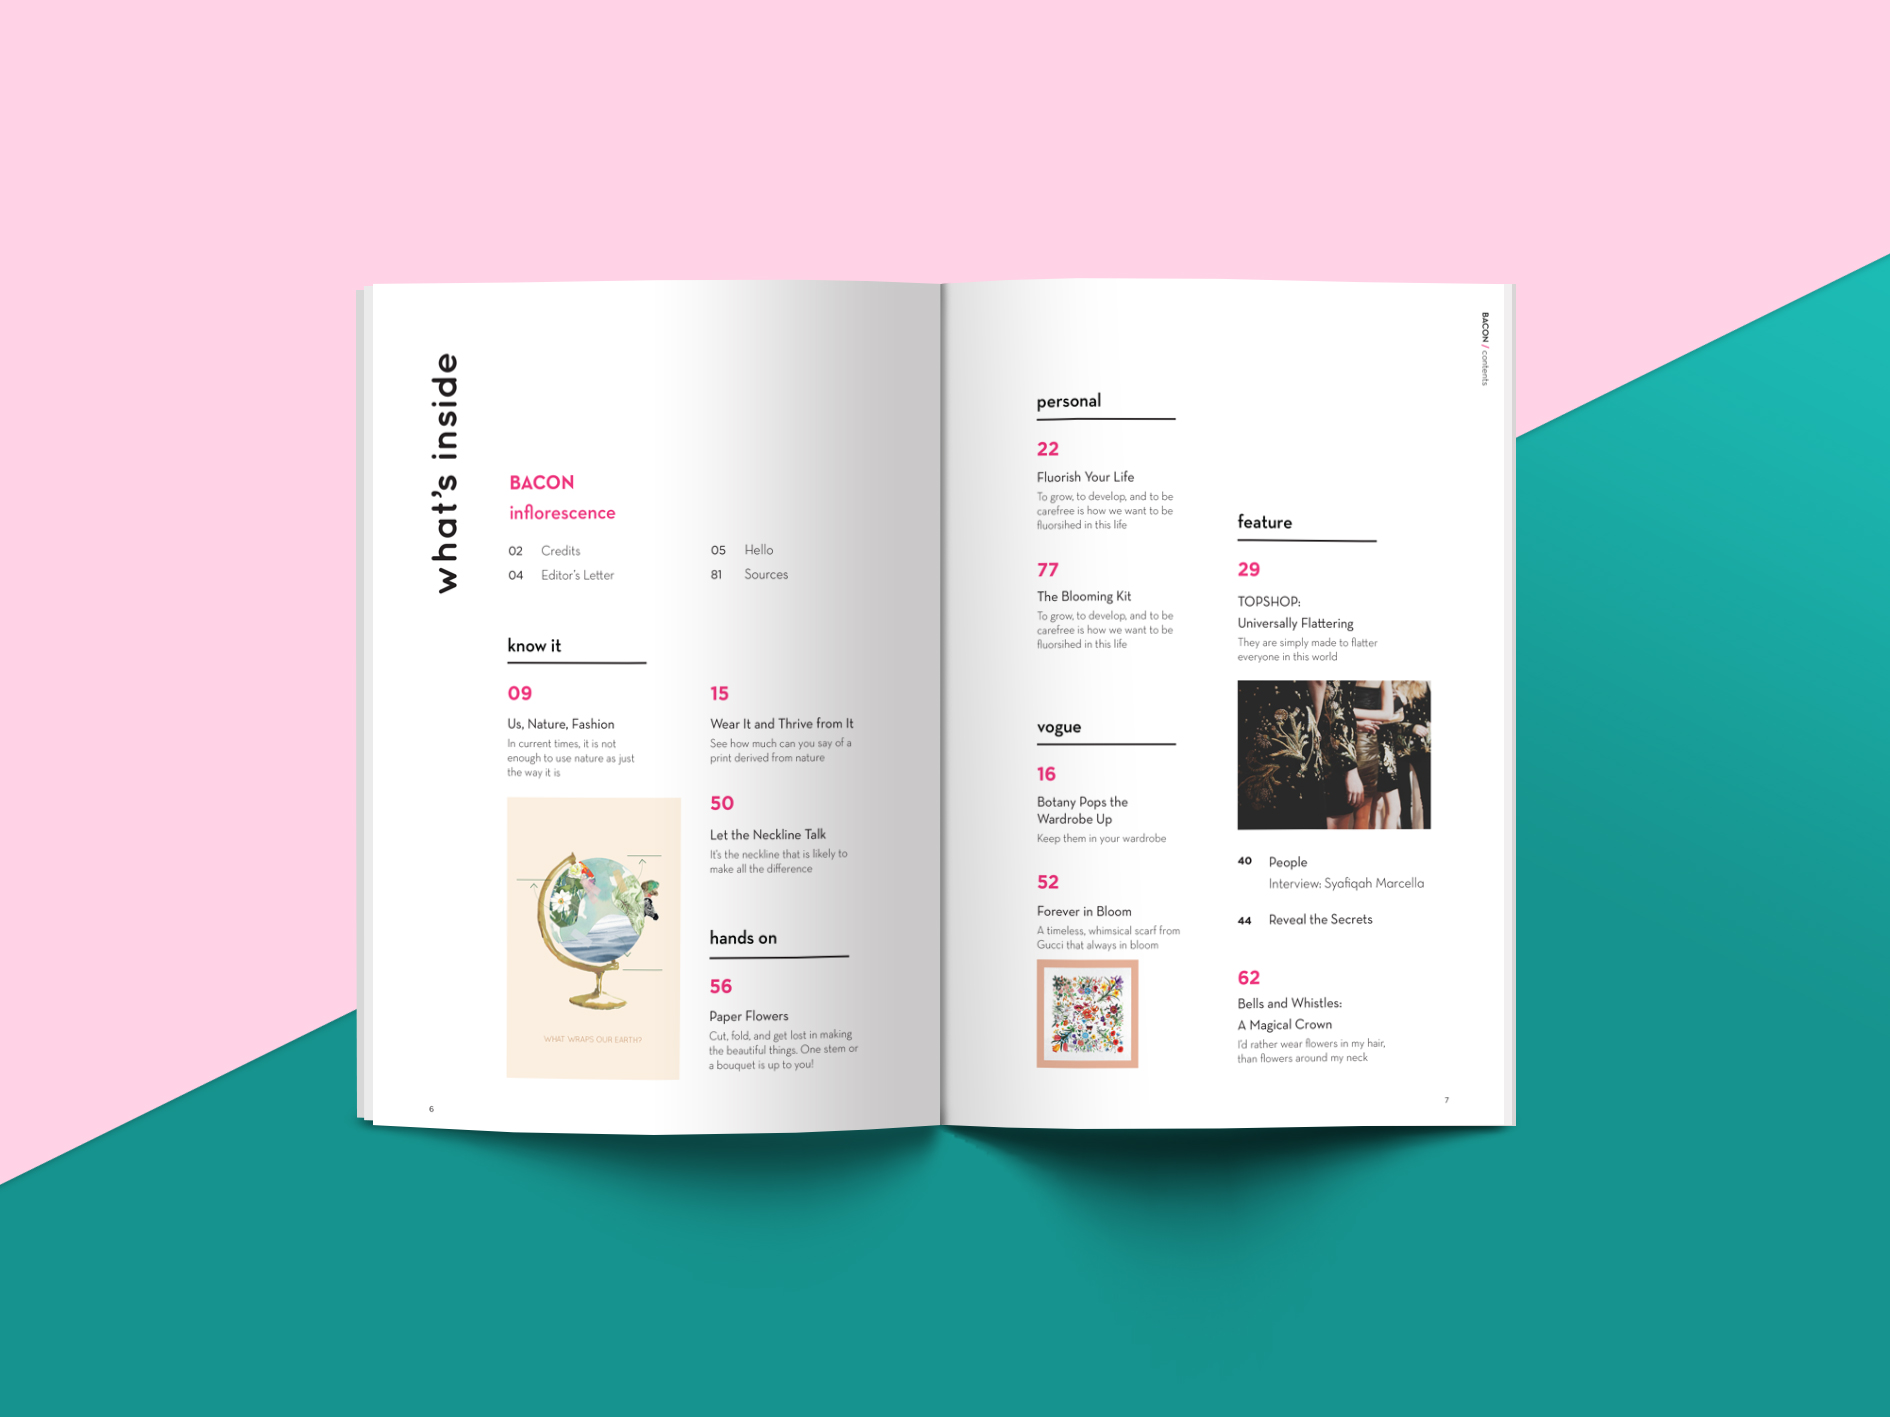 what's inside
BACON
inflorescence
02 Credits
04 Editor's Letter
05 Hello
81 Sources
know it
09
Us, Nature, Fashion
In current times, it is not
enough to use nature as just
the way it is
WHAT WRAPS OUR EARTH?
15
Wear It and Thrive from It
See how much can you say of a
print derived from nature
50
Let the Neckline Talk
It's the neckline that is likely to
make all the difference
hands on
56
Paper Flowers
Cut, fold, and get lost in making
the beautiful things. One stem or
a bouquet is up to you!
6
BACON / contents
personal
22
Fluorish Your Life
To grow, to develop, and to be
carefree is how we want to be
fluorsihed in this life
77
The Blooming Kit
To grow, to develop, and to be
carefree is how we want to be
fluorsihed in this life
vogue
16
Botany Pops the
Wardrobe Up
Keep them in your wardrobe
52
Forever in Bloom
A timeless, whimsical scarf from
Gucci that always in bloom
feature
29
TOPSHOP:
Universally Flattering
They are simply made to flatter
everyone in this world
40 People
Interview: Syafiqah Marcella
44 Reveal the Secrets
62
Bells and Whistles:
A Magical Crown
I'd rather wear flowers in my hair,
than flowers around my neck
7